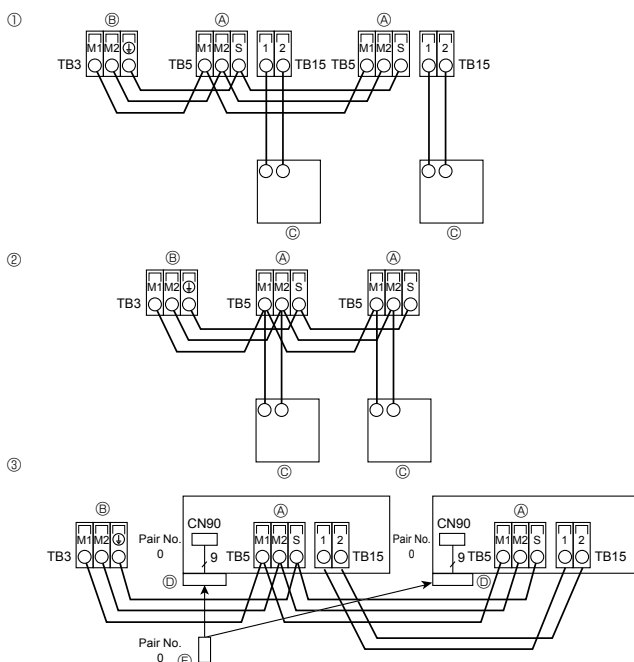 ①
Ⓑ Ⓐ Ⓐ
M1 M2 ⏚ M1 M2 S 1 2 M1 M2 S 1 2
TB3 TB5 TB15 TB5 TB15
Ⓒ Ⓒ
②
Ⓑ Ⓐ Ⓐ
M1 M2 ⏚ M1 M2 S M1 M2 S
TB3 TB5 TB5
Ⓒ Ⓒ
③
Ⓑ Ⓐ Ⓐ
CN90 CN90
M1 M2 ⏚ Pair No. M1 M2 S 1 2 Pair No. M1 M2 S 1 2
TB3 0 9 TB5 TB15 0 9 TB5 TB15
Ⓓ Ⓓ
Pair No.
0 Ⓔ